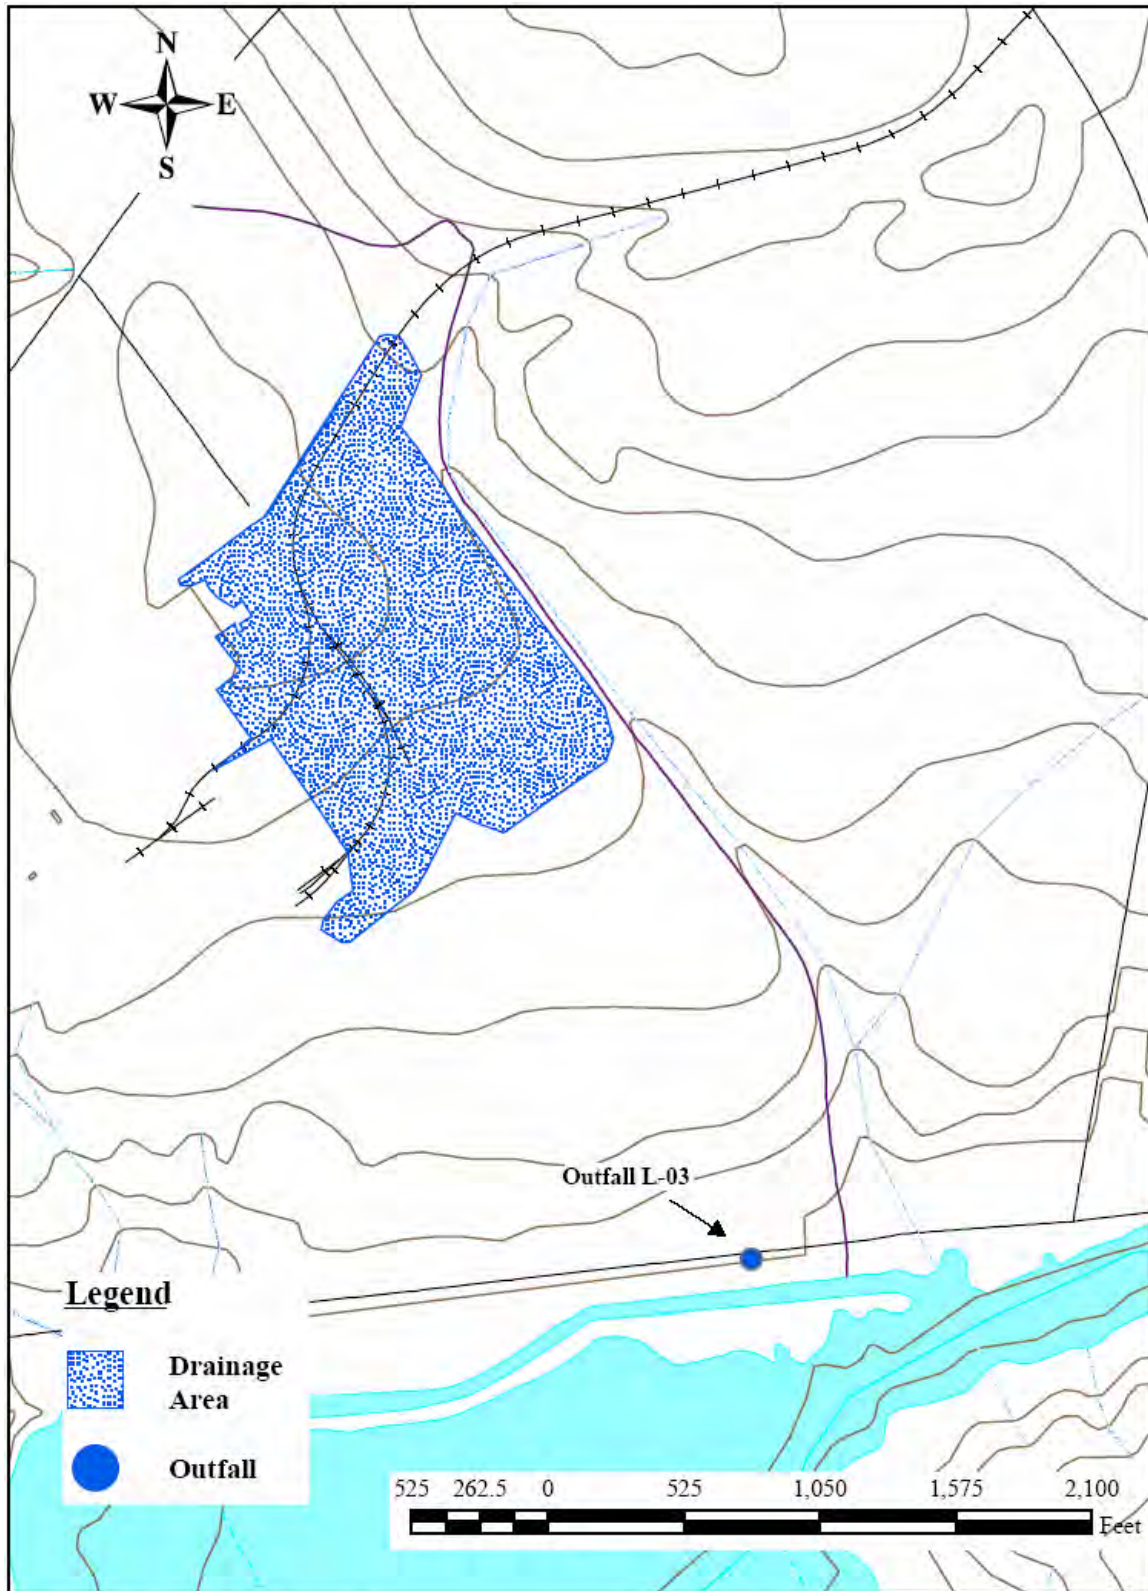 N
W E
S
Outfall L-03
Legend
Drainage
Area
Outfall
525 262.5 0 525 1,050 1,575 2,100
Feet